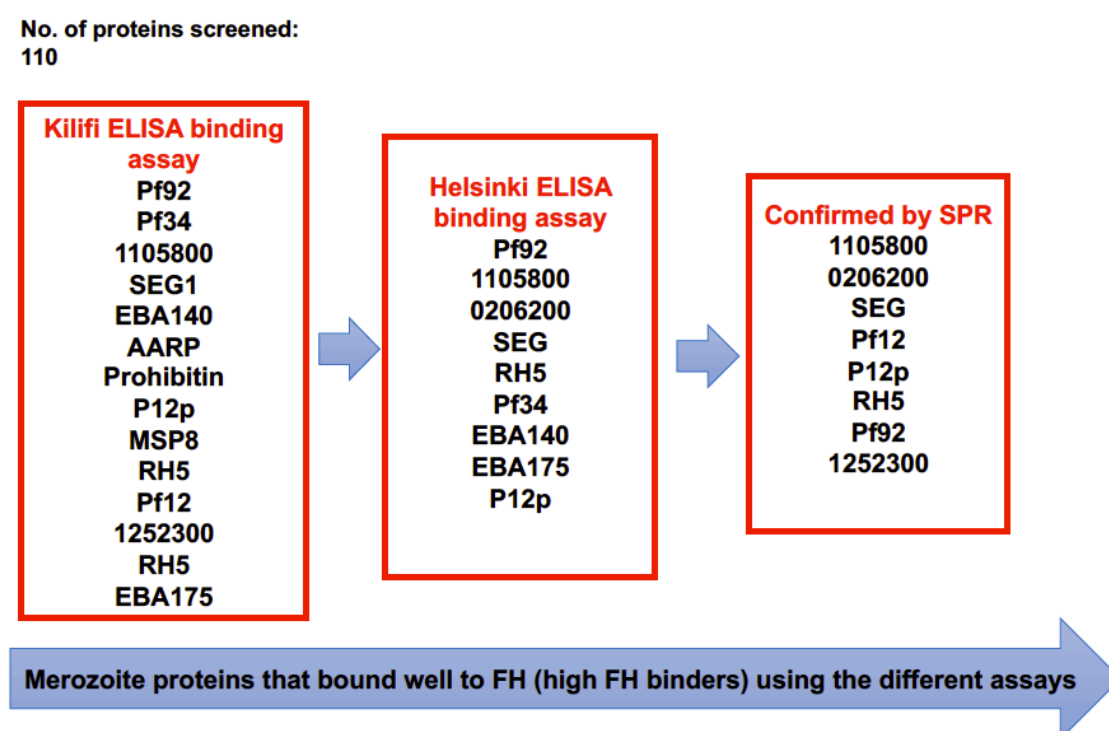 No. of proteins screened:
110
Kilifi ELISA binding
assay
Pf92
Pf34
1105800
SEG1
EBA140
AARP
Prohibitin
P12p
MSP8
RH5
Pf12
1252300
RH5
EBA175
Helsinki ELISA
binding assay
Pf92
1105800
0206200
SEG
RH5
Pf34
EBA140
EBA175
P12p
Confirmed by SPR
1105800
0206200
SEG
Pf12
P12p
RH5
Pf92
1252300
Merozoite proteins that bound well to FH (high FH binders) using the different assays